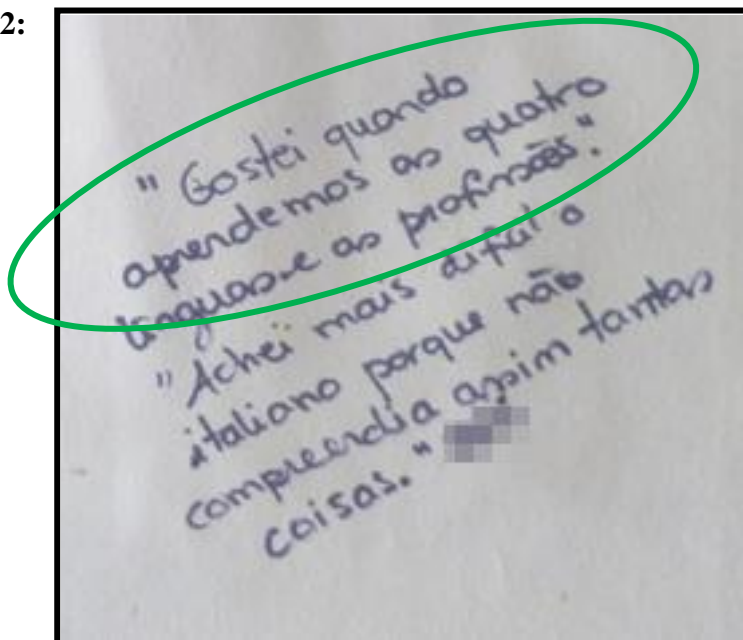 2:
"Gostei quando
aprendemos as quatro
línguas e as profissões".
"Achei mais difícil o
italiano porque não
compreendia assim tantas
coisas."